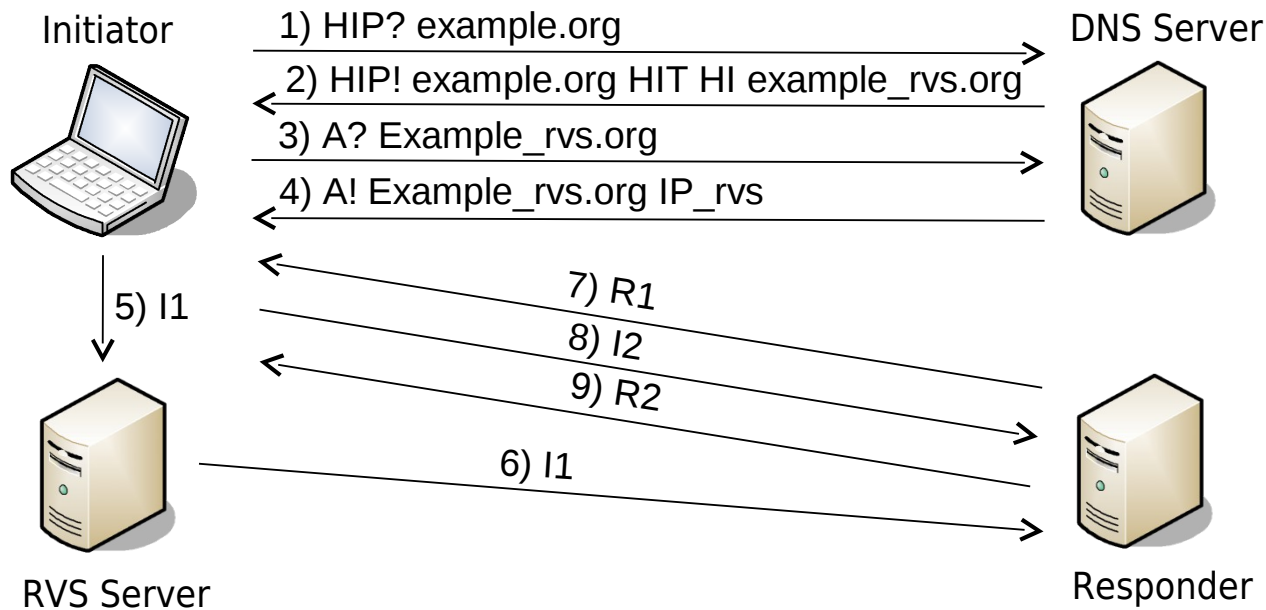 Initiator
1) HIP? example.org
DNS Server
2) HIP! example.org HIT HI example_rvs.org
3) A? Example_rvs.org
4) A! Example_rvs.org IP_rvs
5) I1
7) R1
8) I2
9) R2
6) I1
RVS Server
Responder